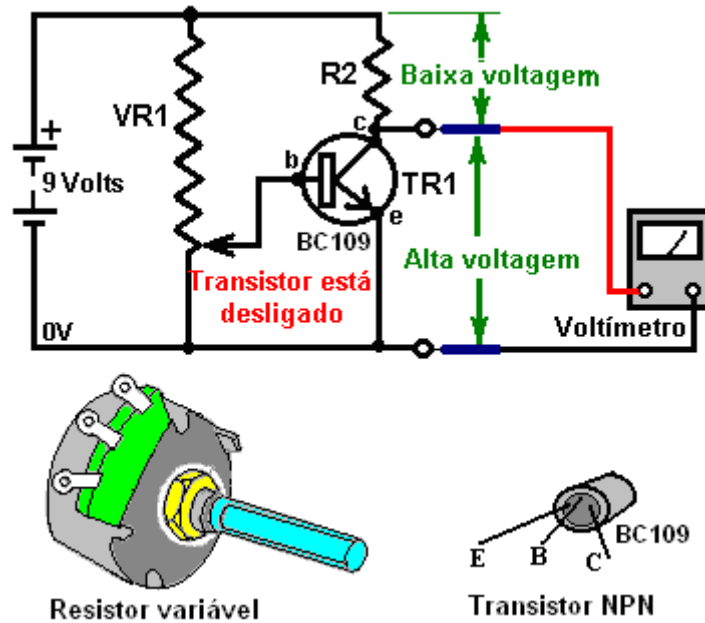 R2
Baixa voltagem
VR1
c
+
b
9 Volts
TR1
e
BC109
Alta voltagem
Transistor está
desligado
0V
Voltímetro
E
B
C
BC109
Resistor variável
Transistor NPN